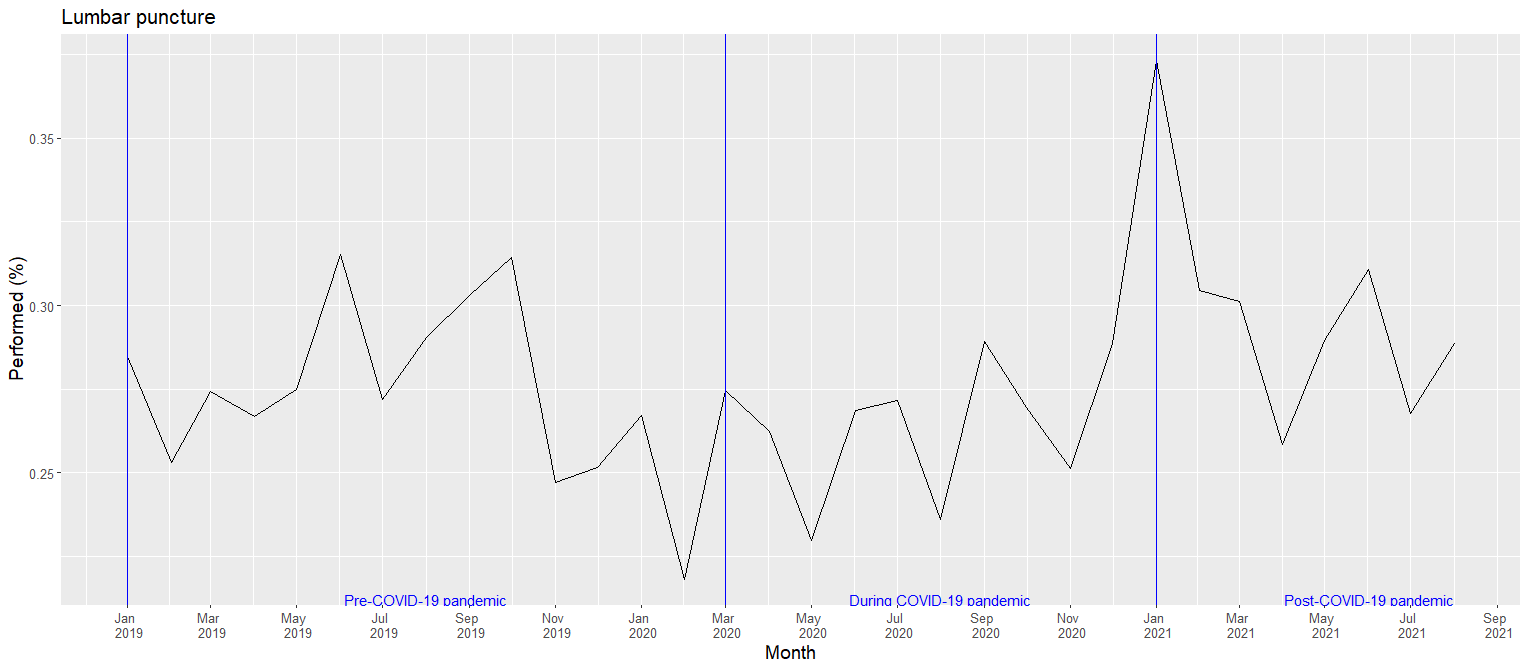 Lumbar puncture
Performed (%)
0.35
0.30
0.25
Pre-COVID-19 pandemic
During COVID-19 pandemic
Post-COVID-19 pandemic
Jan 2019
Mar 2019
May 2019
Jul 2019
Sep 2019
Nov 2019
Jan 2020
Mar 2020
May 2020
Jul 2020
Sep 2020
Nov 2020
Jan 2021
Mar 2021
May 2021
Jul 2021
Sep 2021
Month